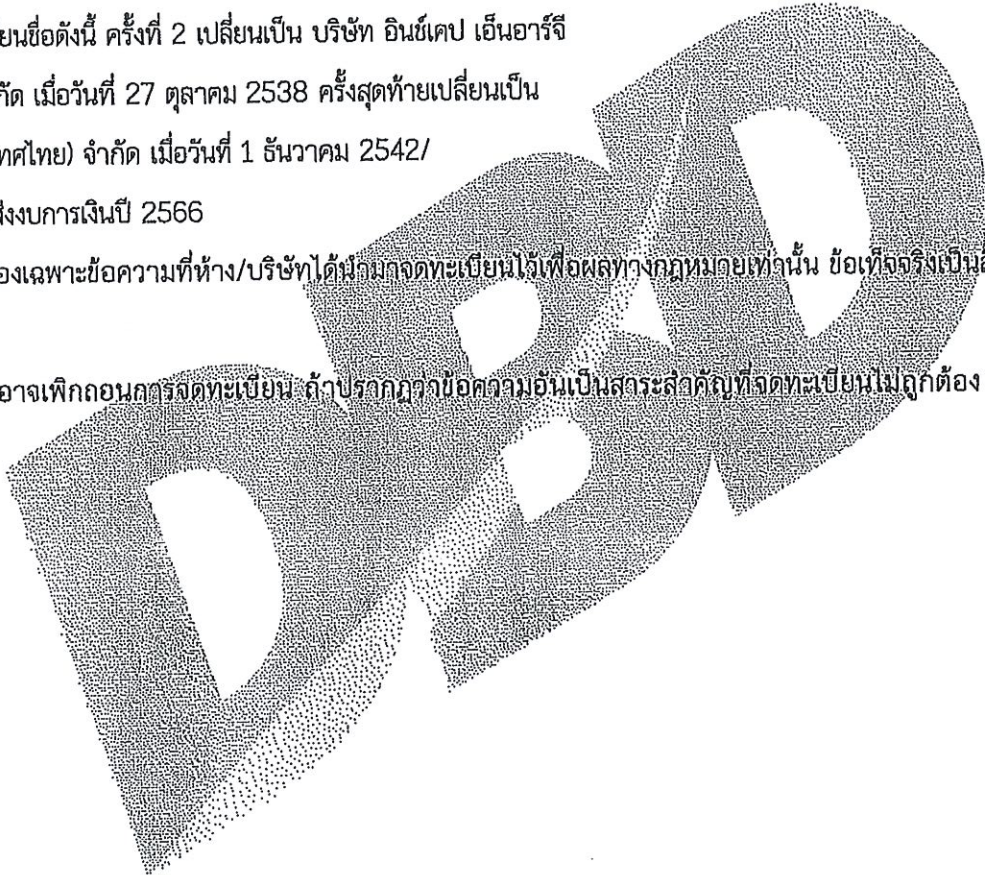 ยนชื่อดังนี้ ครั้งที่ 2 เปลี่ยนเป็น บริษัท อินช์เคป เอ็นอาร์จี
กัด เมื่อวันที่ 27 ตุลาคม 2538 ครั้งสุดท้ายเปลี่ยนเป็น
ทศไทย) จำกัด เมื่อวันที่ 1 ธันวาคม 2542/
ส่งงบการเงินปี 2566
องเฉพาะข้อความที่ห้าง/บริษัทได้นำมาจดทะเบียนไว้เพื่อผลทางกฎหมายเท่านั้น ข้อเท็จจริงเป็น
อาจเพิกถอนการจดทะเบียน ถ้าปรากฏว่าข้อความอันเป็นสาระสำคัญที่จดทะเบียนไม่ถูกต้อง
DBD